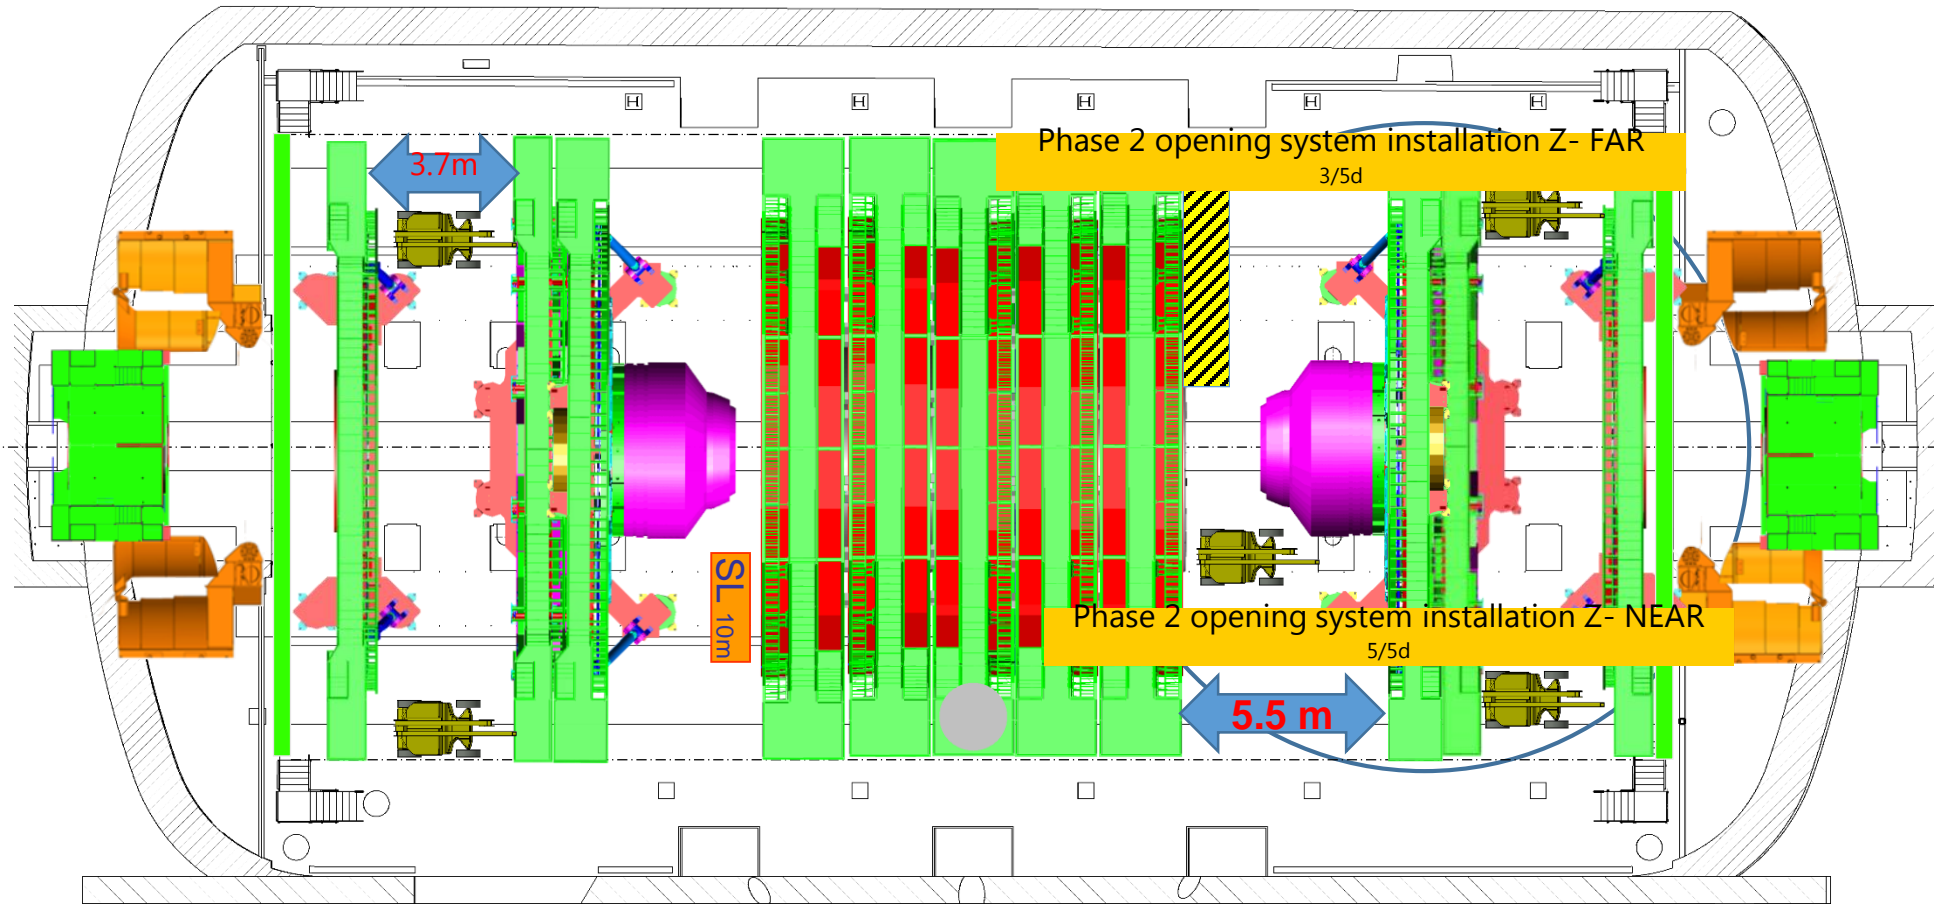 Phase 2 opening system installation Z- FAR
3/5d
3.7m
SL 10m
Phase 2 opening system installation Z- NEAR
5/5d
5.5 m